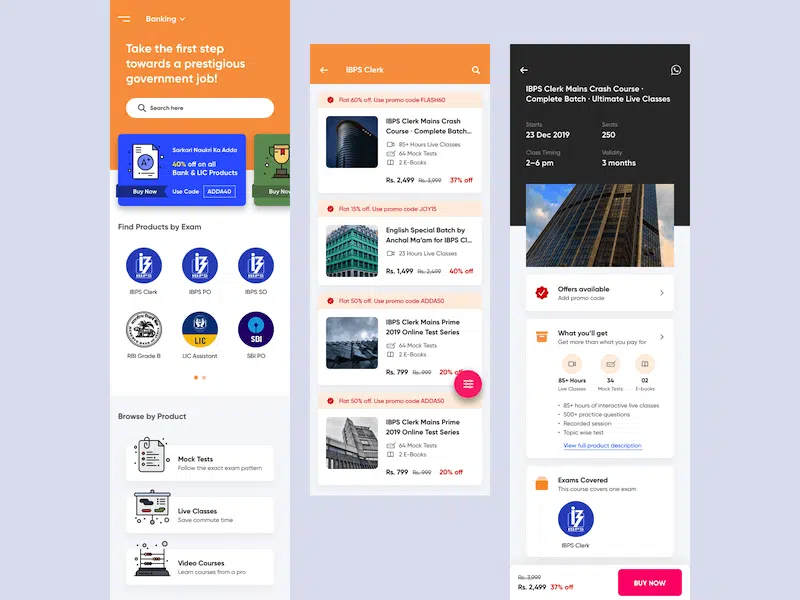 Banking
Take the first step
towards a prestigious
government job!
Search here
Sarkari Naukri Ka Adda
40% off on all
Bank & LIC Products
Buy Now
Use Code
ADDA40
Buy Now
Find Products by Exam
IBPS Clerk
IBPS PO
IBPS SO
LIC
SBI
RBI Grade B
LIC Assistant
SBI PO
Browse by Product
Mock Tests
Follow the exact exam pattern
Live Classes
Save commute time
Video Courses
Learn courses from a pro
IBPS Clerk
Flat 60% off. Use promo code FLASH60
IBPS Clerk Mains Crash
Course · Complete Batch...
85+ Hours Live Classes
64 Mock Tests
2 E-Books
Rs. 2,499 Rs. 3,999 37% off
Flat 15% off. Use promo code JOY15
English Special Batch by
Anchal Ma'am for IBPS Cl...
23 Hours Live Classes
Rs. 1,499 Rs. 2,499 40% off
Flat 50% off. Use promo code ADDA50
IBPS Clerk Mains Prime
2019 Online Test Series
64 Mock Tests
2 E-Books
Rs. 799 Rs. 999 20% off
Flat 50% off. Use promo code ADDA50
IBPS Clerk Mains Prime
2019 Online Test Series
64 Mock Tests
2 E-Books
Rs. 799 Rs. 999 20% off
IBPS Clerk Mains Crash Course ·
Complete Batch · Ultimate Live Classes
Starts
Seats
23 Dec 2019
250
Class Timing
Validity
2–6 pm
3 months
Offers available
Add promo code
What you'll get
Get more than what you pay for
85+ Hours
34
02
Live Classes
Mock Tests
E-books
• 85+ hours of interactive live classes
• 500+ practice questions
• Recorded session
• Topic wise test
View full product description
Exams Covered
This course covers one exam
IBPS Clerk
Rs. 3,999
Rs. 2,499 37% off
BUY NOW